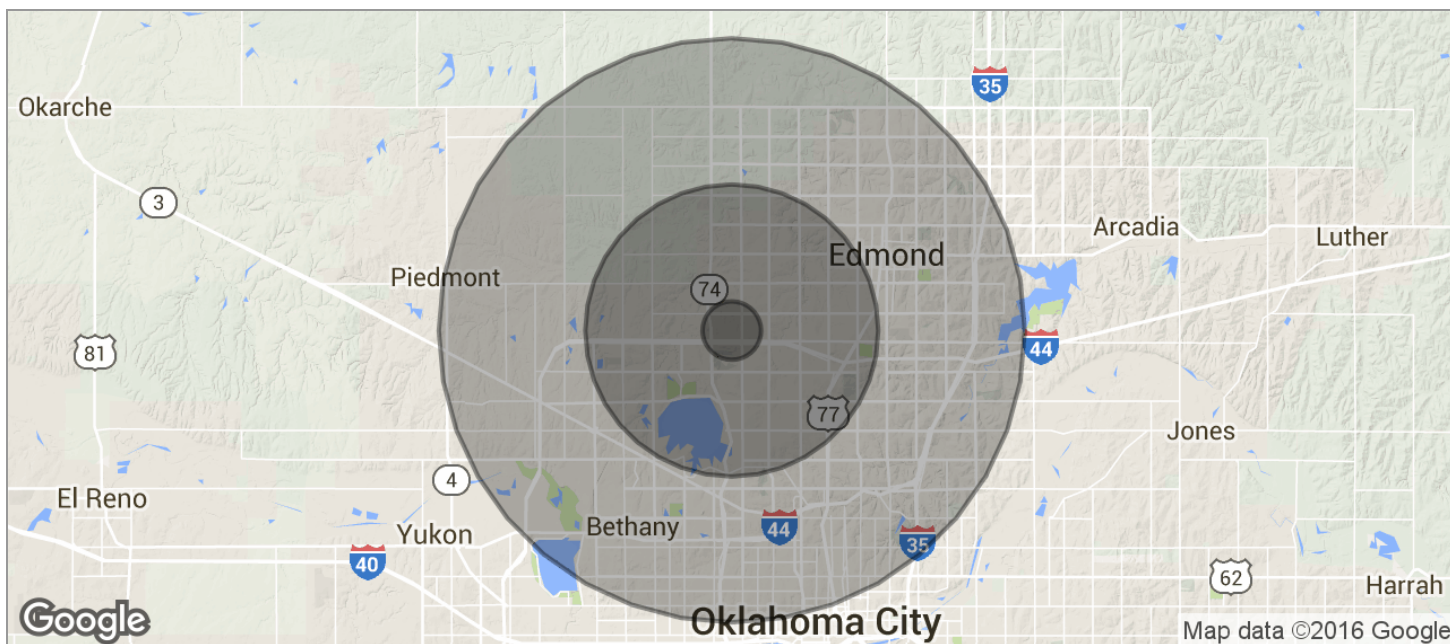 35
Okarche
3
Arcadia
Luther
Edmond
Piedmont
74
81
44
77
Jones
4
El Reno
Bethany
44
Yukon
35
40
62
Harrah
Google
Oklahoma City
Map data ©2016 Google